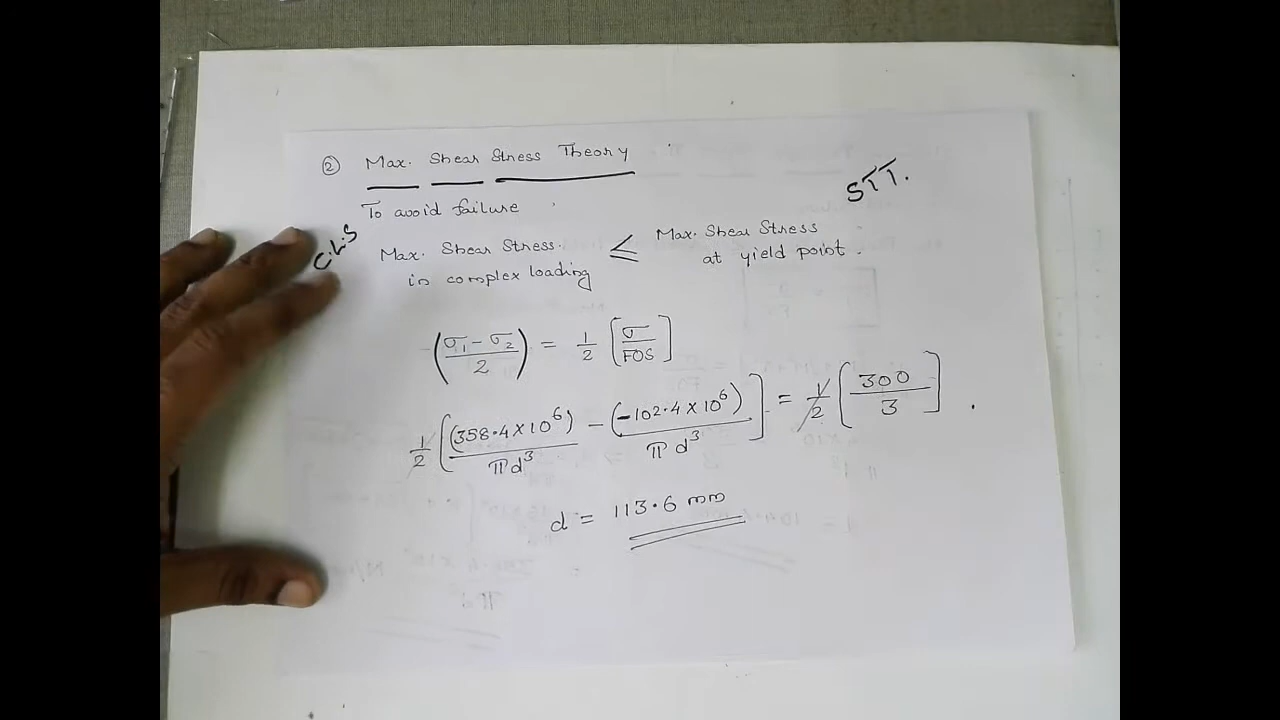 ② Max. Shear Stress Theory
STT.
To avoid failure
C.L.S
Max. Shear Stress. ≤ Max. Shear Stress
in complex loading at yield point.
(σ₁ - σ₂ / 2) = 1/2 [σ / FOS]
1/2 [(358.4 × 10⁶) / πd³ - (-102.4 × 10⁶) / πd³] = 1/2 [300 / 3].
d = 113.6 mm